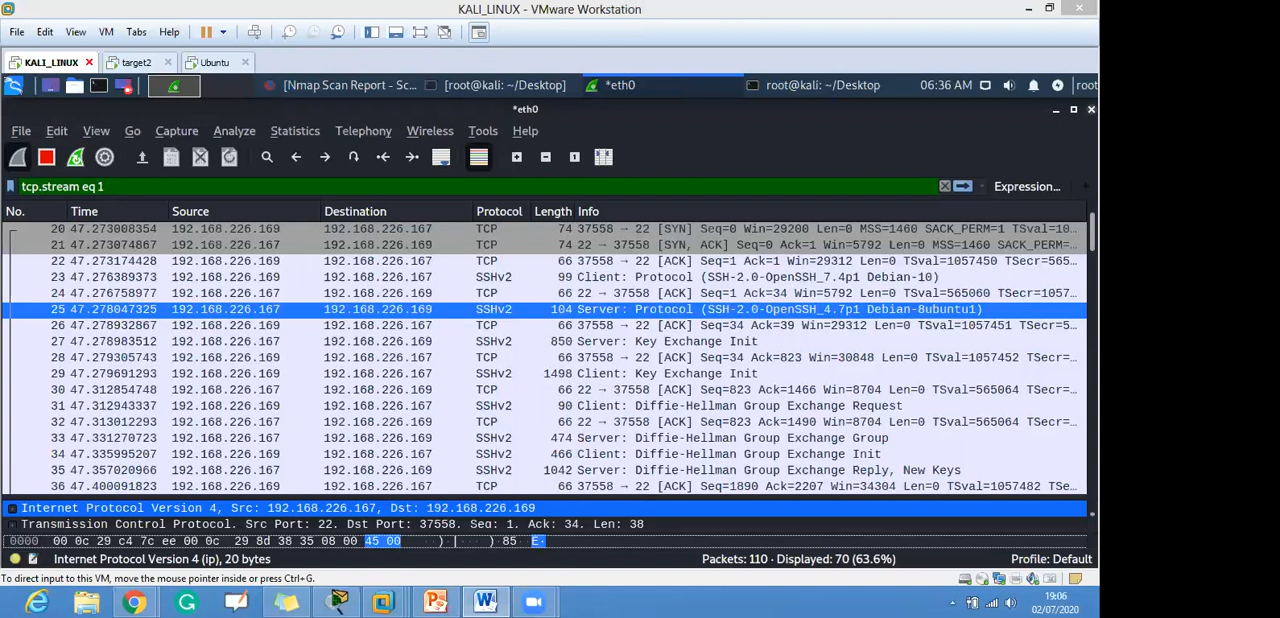 KALI_LINUX - VMware Workstation
File Edit View VM Tabs Help
KALI_LINUX target2 Ubuntu
[Nmap Scan Report - Sc... [root@kali: ~/Desktop] *eth0 root@kali: ~/Desktop 06:36 AM root
*eth0
File Edit View Go Capture Analyze Statistics Telephony Wireless Tools Help
tcp.stream eq 1 Expression...
No. Time Source Destination Protocol Length Info
20 47.273008354 192.168.226.169 192.168.226.167 TCP 74 37558 → 22 [SYN] Seq=0 Win=29200 Len=0 MSS=1460 SACK_PERM=1 TSval=10...
21 47.273074867 192.168.226.167 192.168.226.169 TCP 74 22 → 37558 [SYN, ACK] Seq=0 Ack=1 Win=5792 Len=0 MSS=1460 SACK_PERM=...
22 47.273174428 192.168.226.169 192.168.226.167 TCP 66 37558 → 22 [ACK] Seq=1 Ack=1 Win=29312 Len=0 TSval=1057450 TSecr=565...
23 47.276389373 192.168.226.169 192.168.226.167 SSHv2 99 Client: Protocol (SSH-2.0-OpenSSH_7.4p1 Debian-10)
24 47.276758977 192.168.226.167 192.168.226.169 TCP 66 22 → 37558 [ACK] Seq=1 Ack=34 Win=5792 Len=0 TSval=565060 TSecr=1057...
25 47.278047325 192.168.226.167 192.168.226.169 SSHv2 104 Server: Protocol (SSH-2.0-OpenSSH_4.7p1 Debian-8ubuntu1)
26 47.278932867 192.168.226.169 192.168.226.167 TCP 66 37558 → 22 [ACK] Seq=34 Ack=39 Win=29312 Len=0 TSval=1057451 TSecr=5...
27 47.278983512 192.168.226.167 192.168.226.169 SSHv2 850 Server: Key Exchange Init
28 47.279305743 192.168.226.169 192.168.226.167 TCP 66 37558 → 22 [ACK] Seq=34 Ack=823 Win=30848 Len=0 TSval=1057452 TSecr=...
29 47.279691293 192.168.226.169 192.168.226.167 SSHv2 1498 Client: Key Exchange Init
30 47.312854748 192.168.226.167 192.168.226.169 TCP 66 22 → 37558 [ACK] Seq=823 Ack=1466 Win=8704 Len=0 TSval=565064 TSecr=...
31 47.312943337 192.168.226.169 192.168.226.167 SSHv2 90 Client: Diffie-Hellman Group Exchange Request
32 47.313012293 192.168.226.167 192.168.226.169 TCP 66 22 → 37558 [ACK] Seq=823 Ack=1490 Win=8704 Len=0 TSval=565064 TSecr=...
33 47.331270723 192.168.226.167 192.168.226.169 SSHv2 474 Server: Diffie-Hellman Group Exchange Group
34 47.335995207 192.168.226.169 192.168.226.167 SSHv2 466 Client: Diffie-Hellman Group Exchange Init
35 47.357020966 192.168.226.167 192.168.226.169 SSHv2 1042 Server: Diffie-Hellman Group Exchange Reply, New Keys
36 47.400091823 192.168.226.169 192.168.226.167 TCP 66 37558 → 22 [ACK] Seq=1890 Ack=2207 Win=34304 Len=0 TSval=1057482 TSe...
Internet Protocol Version 4, Src: 192.168.226.167, Dst: 192.168.226.169
Transmission Control Protocol. Src Port: 22. Dst Port: 37558. Seq: 1. Ack: 34. Len: 38
0000 00 0c 29 c4 7c ee 00 0c 29 8d 38 35 08 00 45 00 ··)·|··· )·85··E·
Internet Protocol Version 4 (ip), 20 bytes Packets: 110 · Displayed: 70 (63.6%) Profile: Default
To direct input to this VM, move the mouse pointer inside or press Ctrl+G.
19:06
02/07/2020